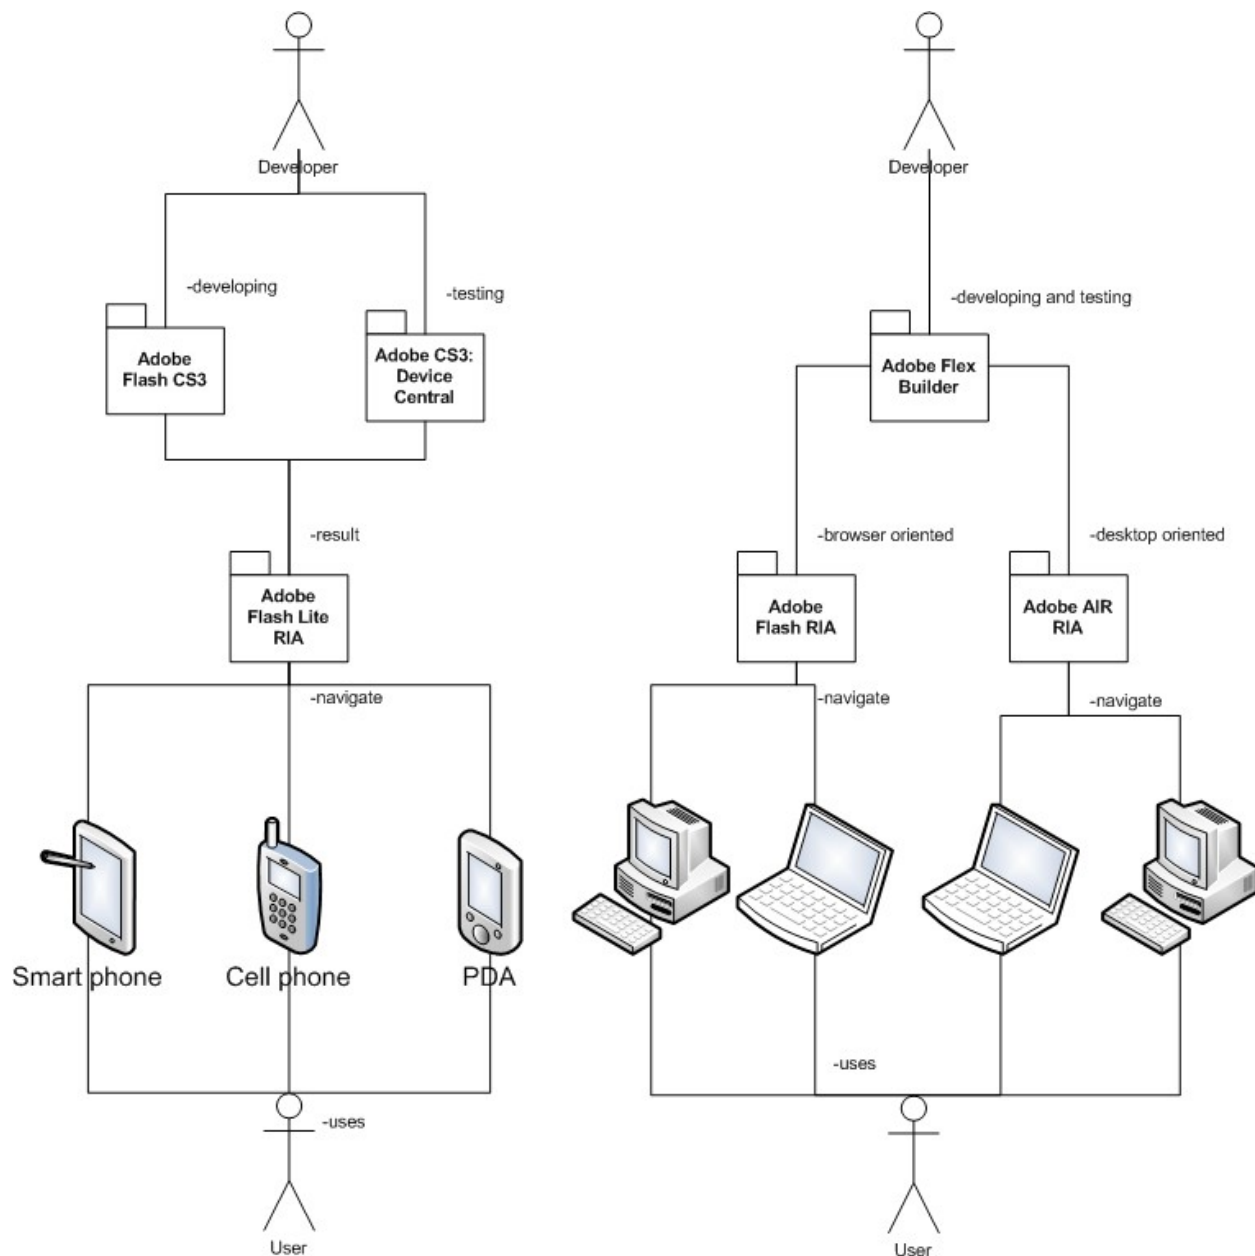 Developer
-developing
-testing
Adobe
Flash CS3
Adobe CS3:
Device
Central
-result
Adobe
Flash Lite
RIA
-navigate
Smart phone
Cell phone
PDA
-uses
User
Developer
-developing and testing
Adobe Flex
Builder
-browser oriented
-desktop oriented
Adobe
Flash RIA
Adobe AIR
RIA
-navigate
-navigate
-uses
User